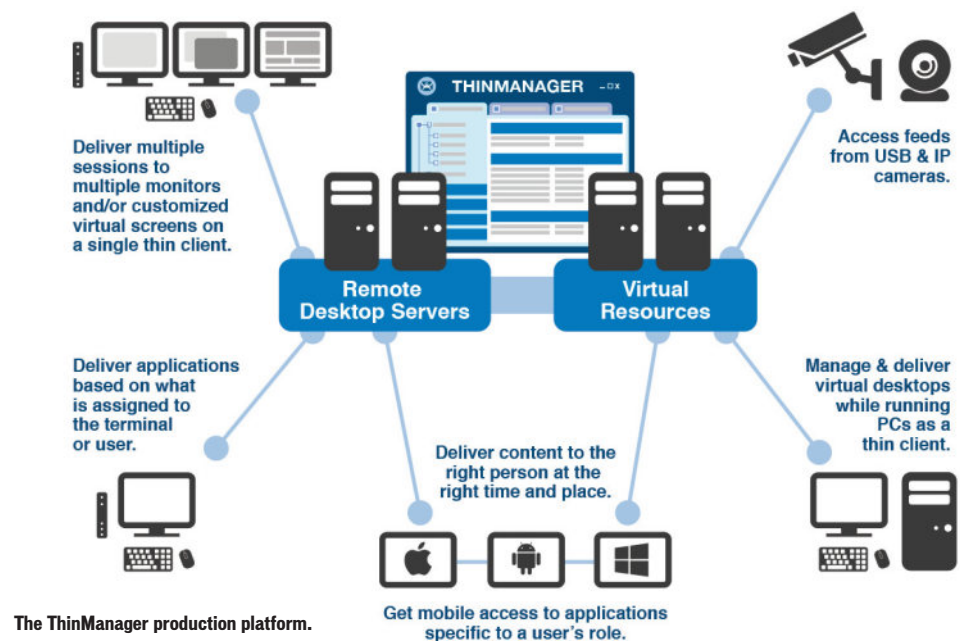 THINMANAGER
Deliver multiple
sessions to
multiple monitors
and/or customized
virtual screens on
a single thin client.
Access feeds
from USB & IP
cameras.
Remote
Desktop Servers
Virtual
Resources
Deliver applications
based on what
is assigned to
the terminal
or user.
Manage & deliver
virtual desktops
while running
PCs as a
thin client.
Deliver content to the
right person at the
right time and place.
Get mobile access to applications
specific to a user's role.
The ThinManager production platform.